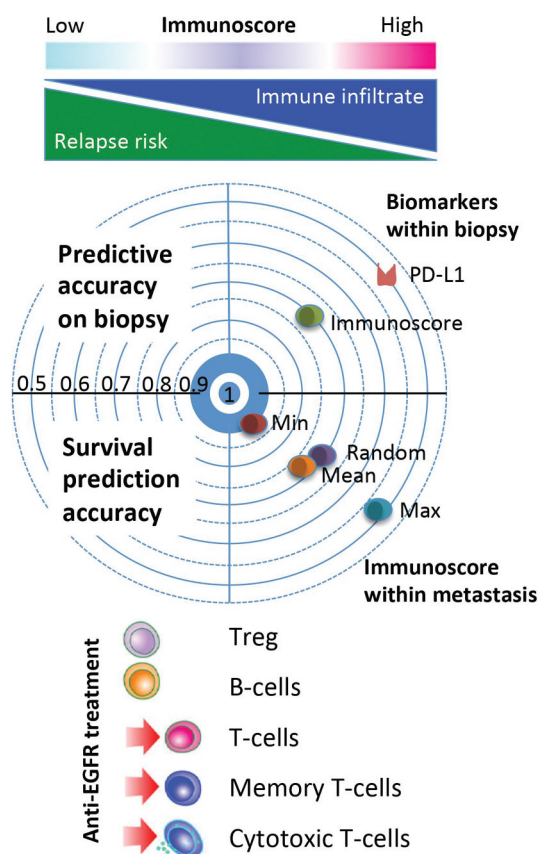 Low Immunoscore High
Immune infiltrate
Relapse risk
Biomarkers
within biopsy
Predictive
accuracy
on biopsy
PD-L1
Immunoscore
0.5 0.6 0.7 0.8 0.9 1
Min
Survival
prediction
accuracy
Random
Mean
Max
Immunoscore
within metastasis
Anti-EGFR treatment
Treg
B-cells
T-cells
Memory T-cells
Cytotoxic T-cells